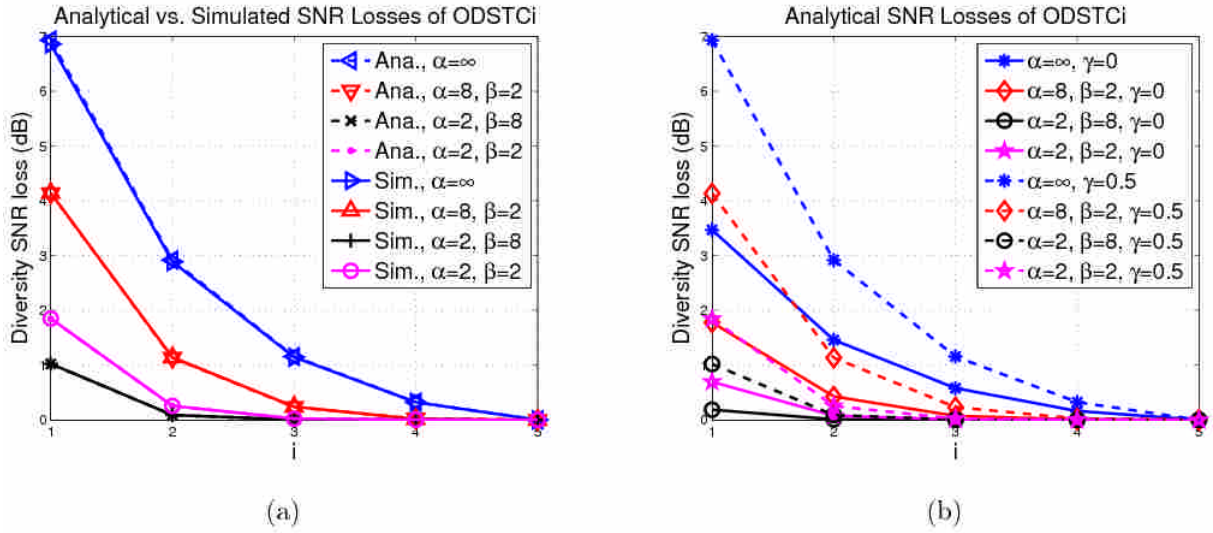 Analytical vs. Simulated SNR Losses of ODSTCi
Diversity SNR loss (dB)
7
6
5
4
3
2
1
0
1
2
3
4
5
i
Ana., α=∞
Ana., α=8, β=2
Ana., α=2, β=8
Ana., α=2, β=2
Sim., α=∞
Sim., α=8, β=2
Sim., α=2, β=8
Sim., α=2, β=2
(a)
Analytical SNR Losses of ODSTCi
Diversity SNR loss (dB)
7
6
5
4
3
2
1
0
1
2
3
4
5
i
α=∞, γ=0
α=8, β=2, γ=0
α=2, β=8, γ=0
α=2, β=2, γ=0
α=∞, γ=0.5
α=8, β=2, γ=0.5
α=2, β=8, γ=0.5
α=2, β=2, γ=0.5
(b)